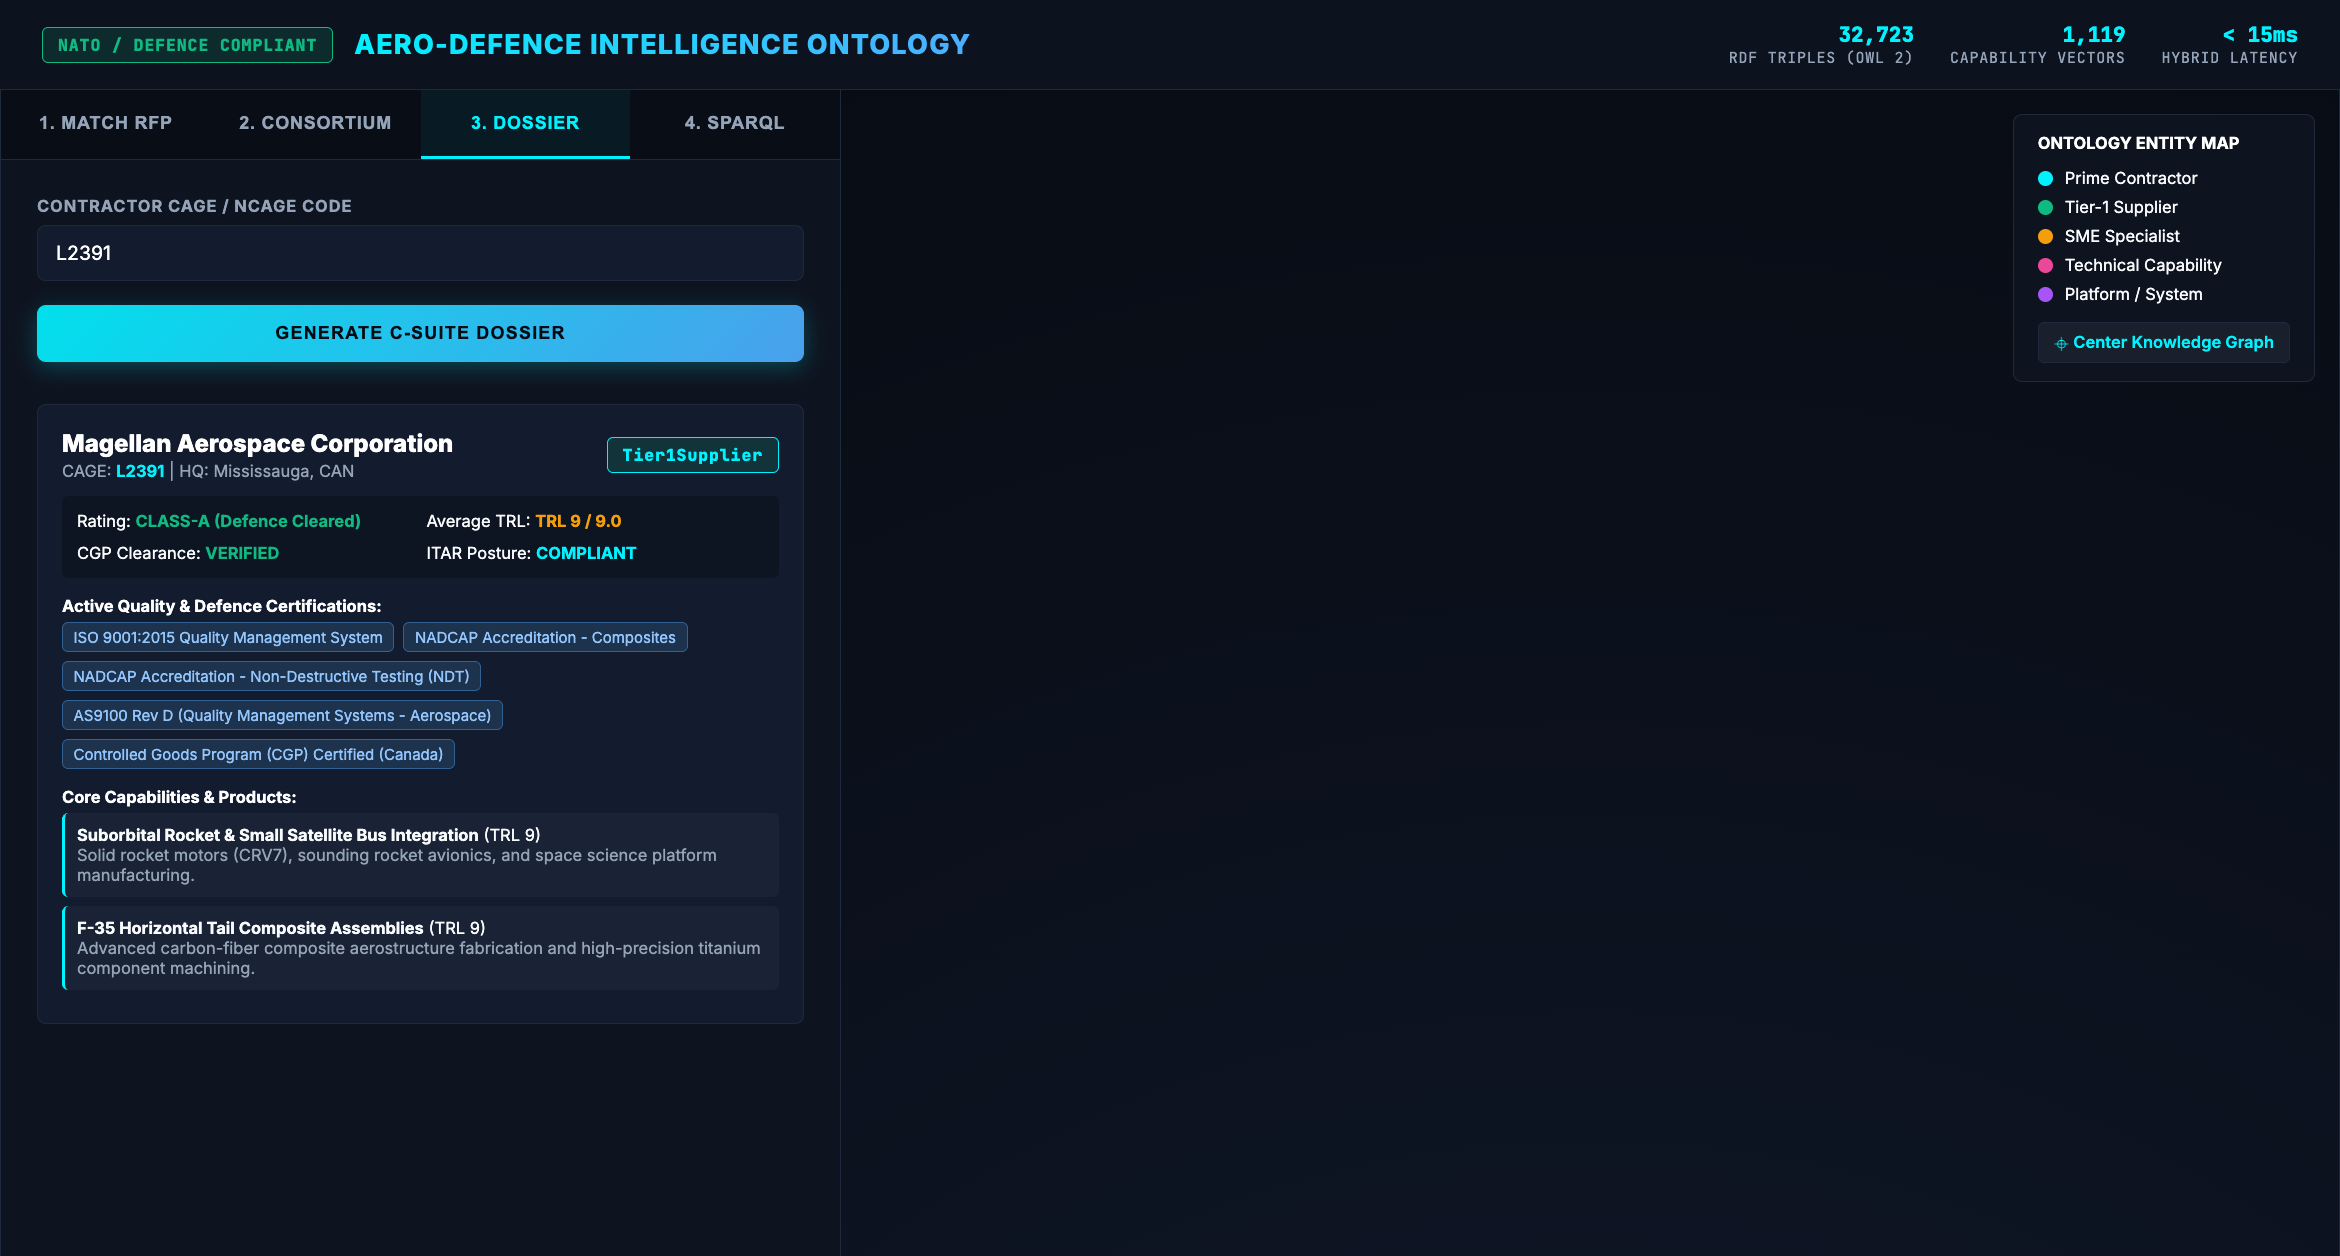 NATO / DEFENCE COMPLIANT
AERO-DEFENCE INTELLIGENCE ONTOLOGY
32,723
RDF TRIPLES (OWL 2)
1,119
CAPABILITY VECTORS
< 15ms
HYBRID LATENCY
1. MATCH RFP
2. CONSORTIUM
3. DOSSIER
4. SPARQL
CONTRACTOR CAGE / NCAGE CODE
L2391
GENERATE C-SUITE DOSSIER
Magellan Aerospace Corporation
CAGE: L2391 | HQ: Mississauga, CAN
Tier1Supplier
Rating: CLASS-A (Defence Cleared)
Average TRL: TRL 9 / 9.0
CGP Clearance: VERIFIED
ITAR Posture: COMPLIANT
Active Quality & Defence Certifications:
ISO 9001:2015 Quality Management System
NADCAP Accreditation - Composites
NADCAP Accreditation - Non-Destructive Testing (NDT)
AS9100 Rev D (Quality Management Systems - Aerospace)
Controlled Goods Program (CGP) Certified (Canada)
Core Capabilities & Products:
Suborbital Rocket & Small Satellite Bus Integration (TRL 9)
Solid rocket motors (CRV7), sounding rocket avionics, and space science platform
manufacturing.
F-35 Horizontal Tail Composite Assemblies (TRL 9)
Advanced carbon-fiber composite aerostructure fabrication and high-precision titanium
component machining.
ONTOLOGY ENTITY MAP
Prime Contractor
Tier-1 Supplier
SME Specialist
Technical Capability
Platform / System
Center Knowledge Graph